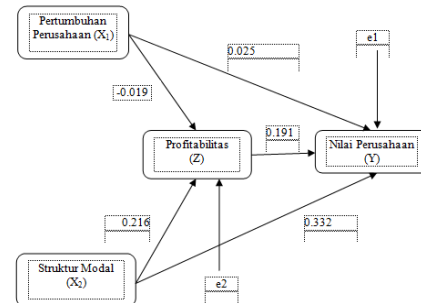 Pertumbuhan
Perusahaan (X₁)
e1
0.025
-0.019
0.191
Profitabilitas
(Z)
Nilai Perusahaan
(Y)
0.216
0.332
Struktur Modal
(X₂)
e2